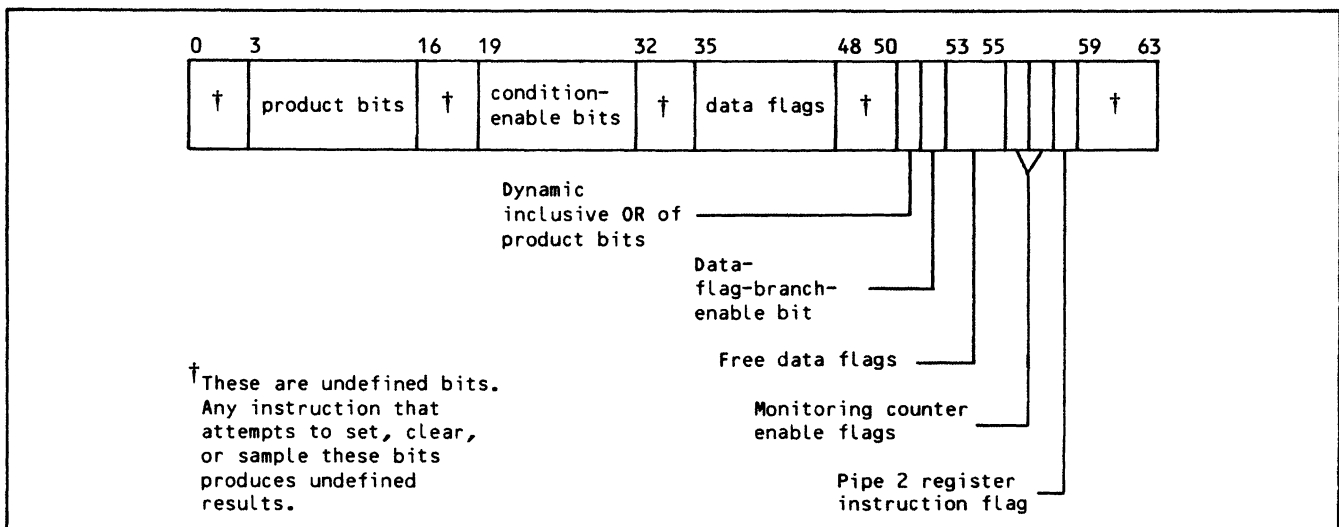 0 3 16 19 32 35 48 50 53 55 59 63
† product bits † condition- † data flags † †
enable bits
Dynamic
inclusive OR of
product bits
Data-
flag-branch-
enable bit
Free data flags
Monitoring counter
enable flags
Pipe 2 register
instruction flag
†These are undefined bits.
Any instruction that
attempts to set, clear,
or sample these bits
produces undefined
results.